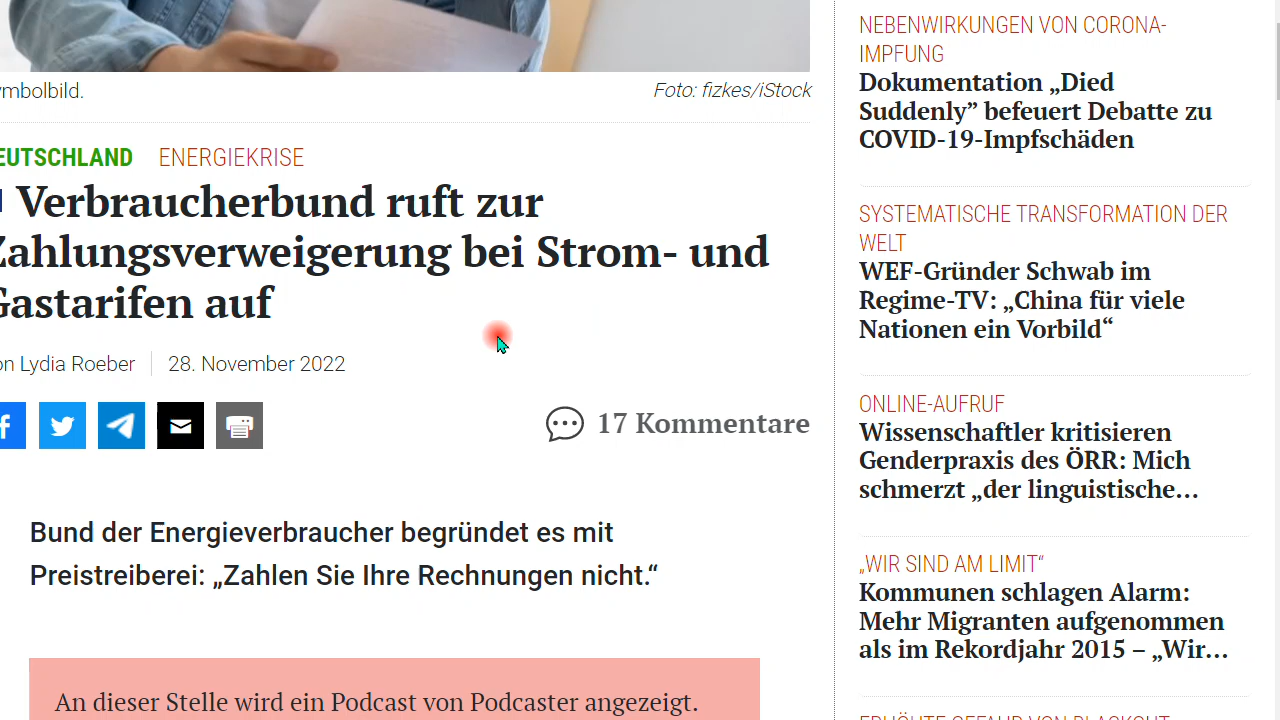 ymbolbild.
Foto: fizkes/iStock
EUTSCHLAND ENERGIEKRISE
Verbraucherbund ruft zur
Zahlungsverweigerung bei Strom- und
Gastarifen auf
on Lydia Roeber 28. November 2022
17 Kommentare
Bund der Energieverbraucher begründet es mit
Preistreiberei: „Zahlen Sie Ihre Rechnungen nicht.“
An dieser Stelle wird ein Podcast von Podcaster angezeigt.
NEBENWIRKUNGEN VON CORONA-
IMPFUNG
Dokumentation „Died
Suddenly” befeuert Debatte zu
COVID-19-Impfschäden
SYSTEMATISCHE TRANSFORMATION DER
WELT
WEF-Gründer Schwab im
Regime-TV: „China für viele
Nationen ein Vorbild“
ONLINE-AUFRUF
Wissenschaftler kritisieren
Genderpraxis des ÖRR: Mich
schmerzt „der linguistische…
„WIR SIND AM LIMIT“
Kommunen schlagen Alarm:
Mehr Migranten aufgenommen
als im Rekordjahr 2015 – „Wir…
ERHÖHTE GEFAHR VON BLACKOUT